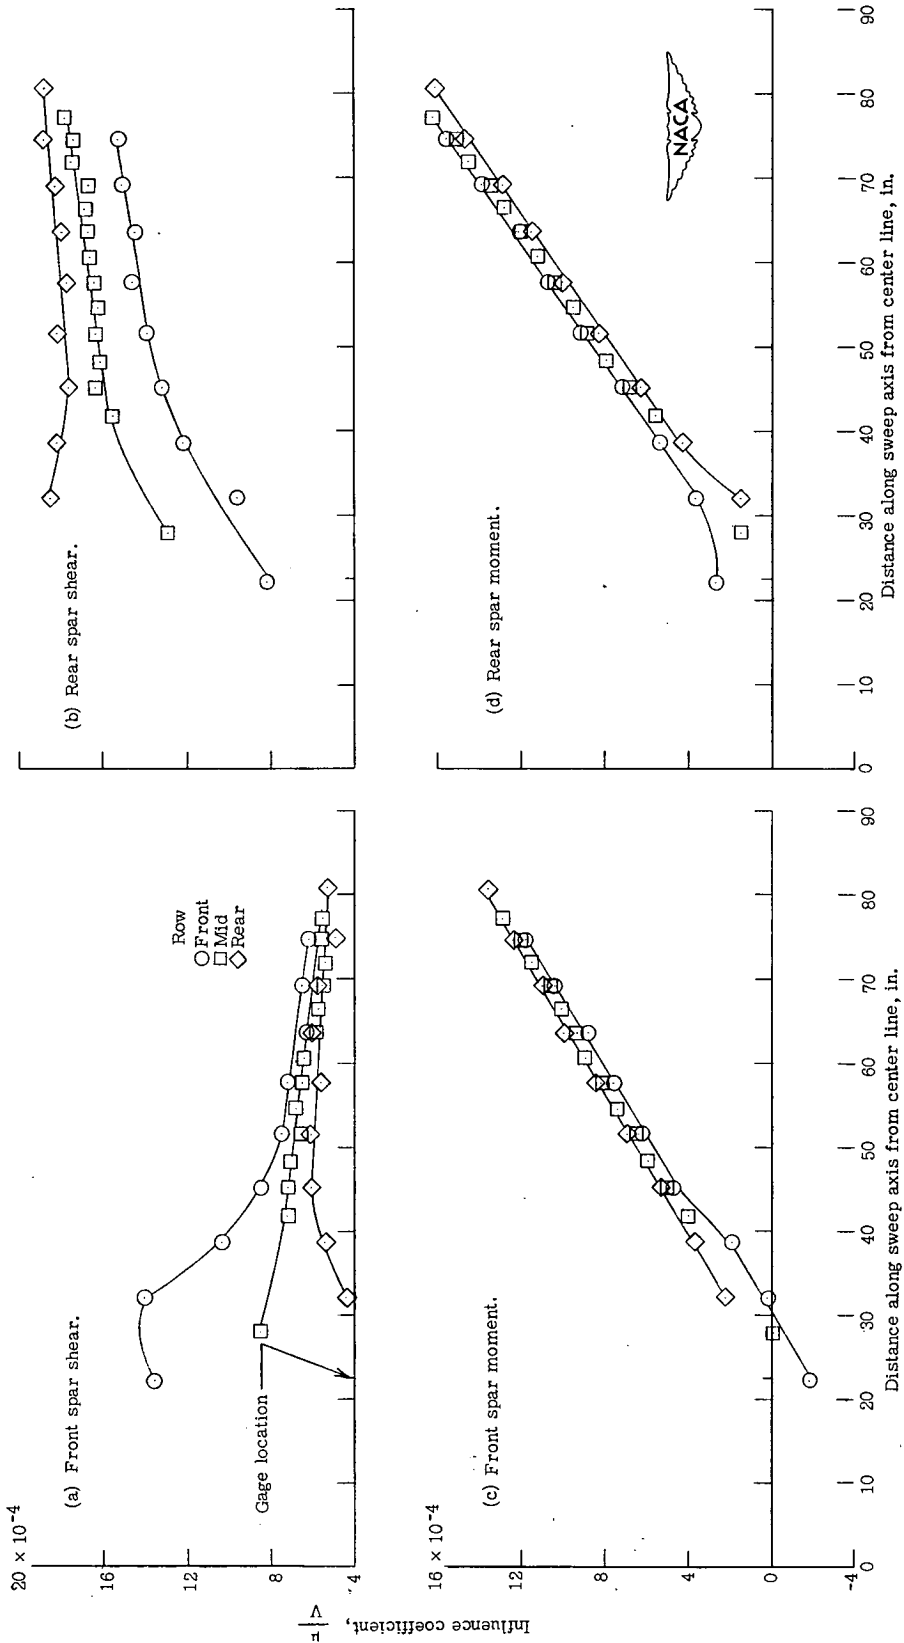 20 × 10⁻⁴
16
12
8
4
(a) Front spar shear.
Gage location
Row
Front
Mid
Rear
(b) Rear spar shear.
Influence coefficient, μ/V
16 × 10⁻⁴
12
8
4
0
-4
(c) Front spar moment.
0 10 20 30 40 50 60 70 80 90
Distance along sweep axis from center line, in.
(d) Rear spar moment.
NACA
0 10 20 30 40 50 60 70 80 90
Distance along sweep axis from center line, in.